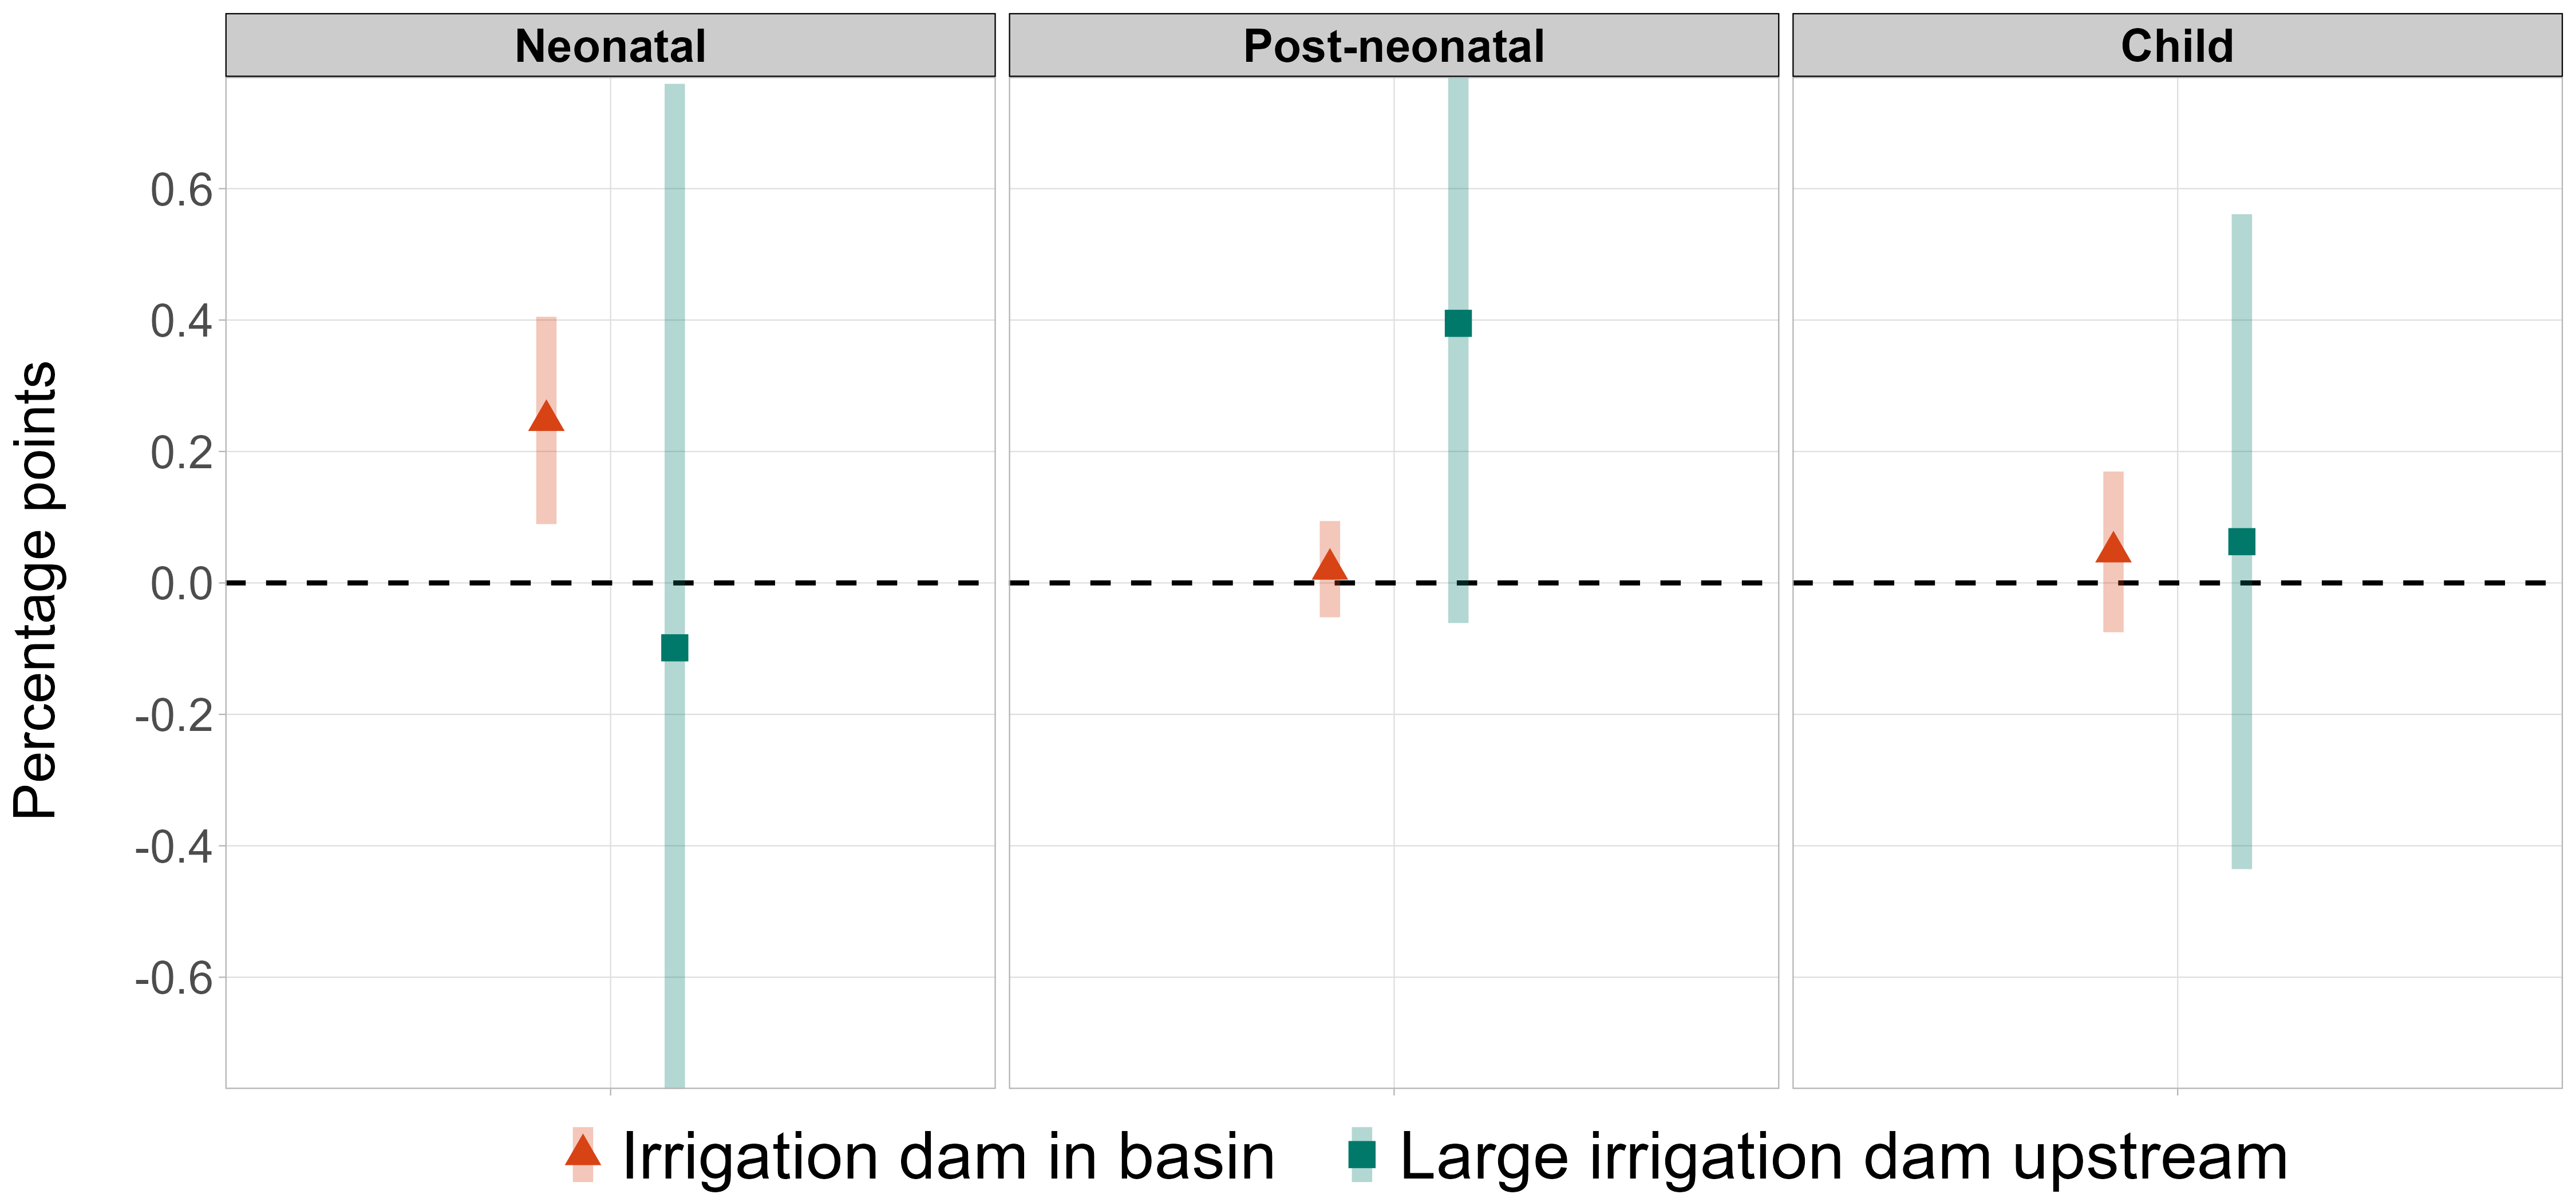 Neonatal
Post-neonatal
Child
Percentage points
0.6
0.4
0.2
0.0
-0.2
-0.4
-0.6
Irrigation dam in basin
Large irrigation dam upstream